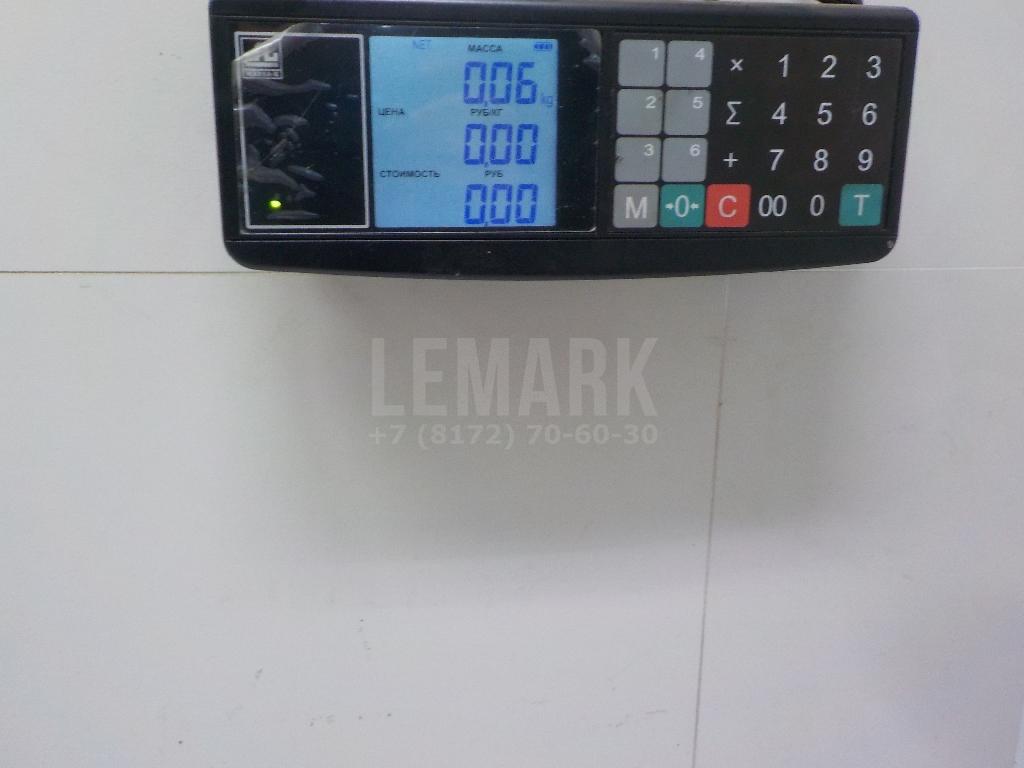 NET МАССА
0,06 kg
ЦЕНА РУБ/КГ
0,00
СТОИМОСТЬ РУБ
0,00
1 4 × 1 2 3
2 5 Σ 4 5 6
3 6 + 7 8 9
M →0← C 00 0 T
LEMARK
+7 (8172) 70-60-30